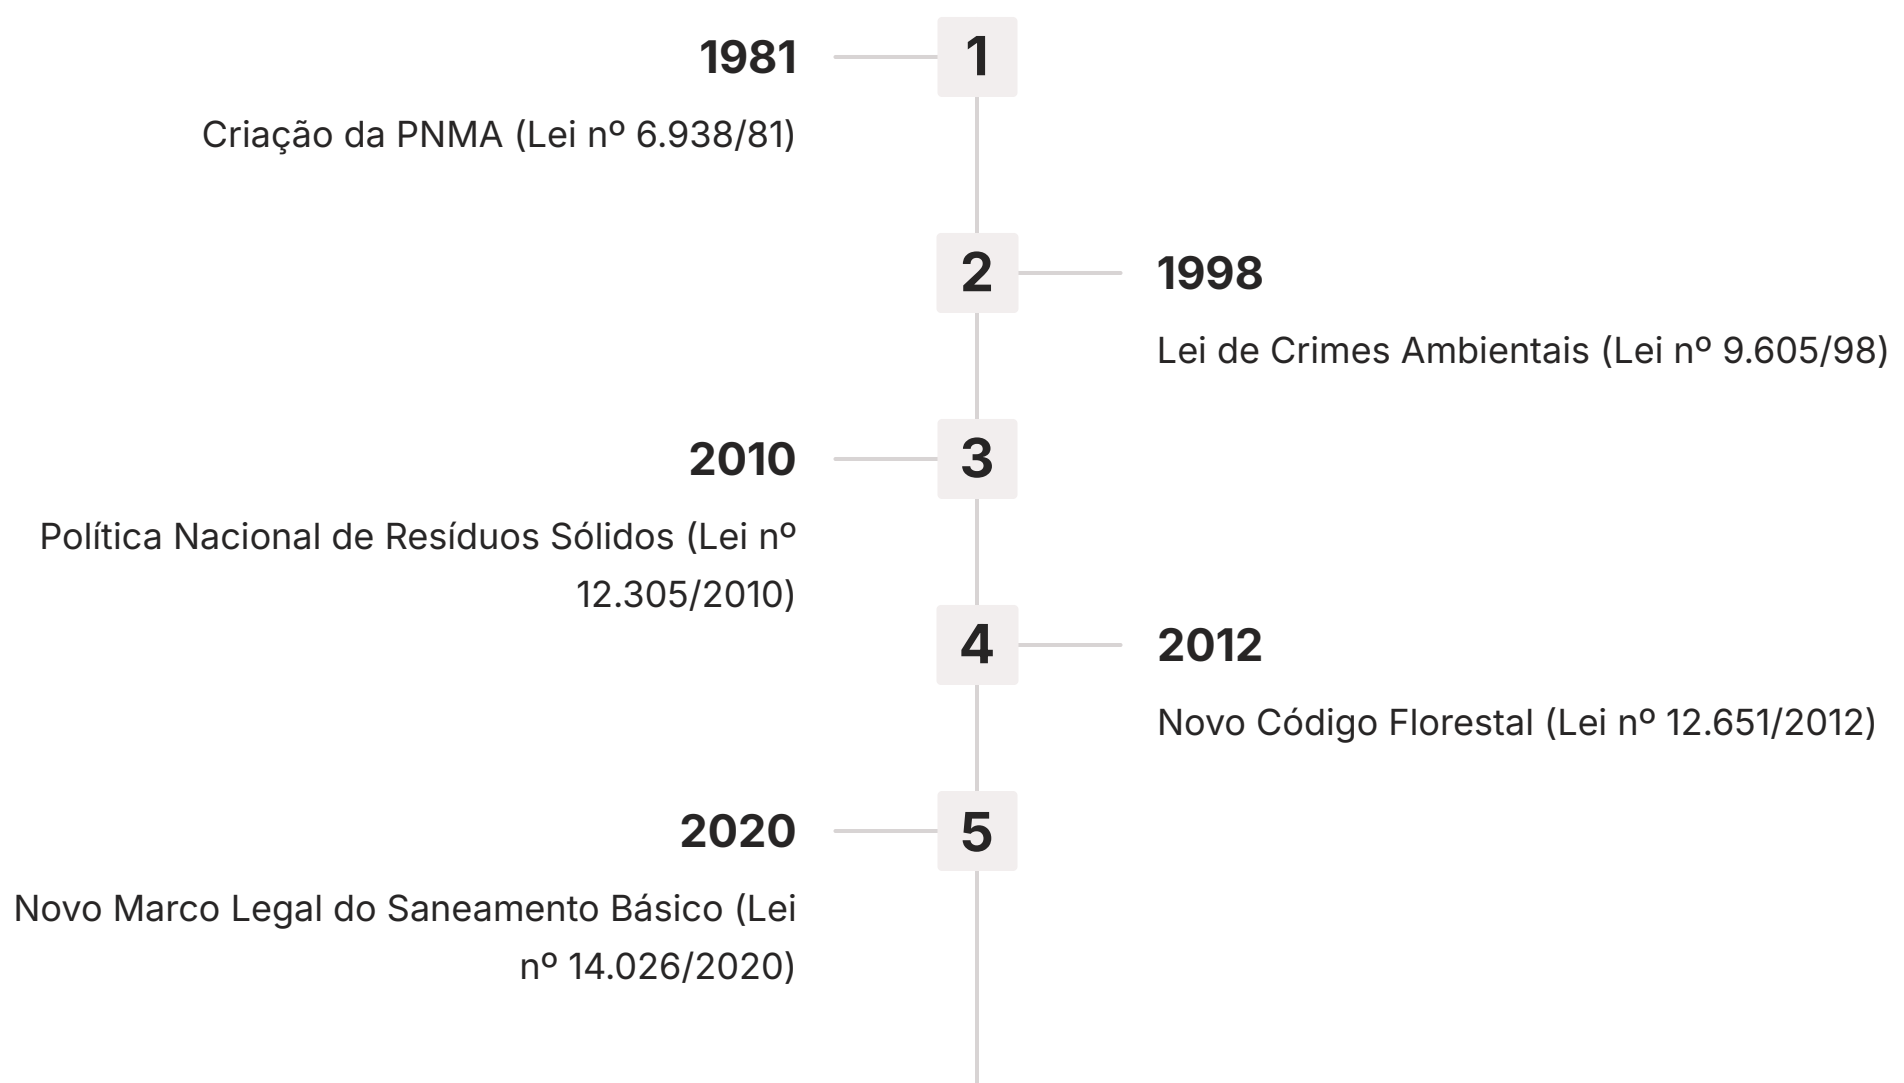 1981
1
Criação da PNMA (Lei nº 6.938/81)
2
1998
Lei de Crimes Ambientais (Lei nº 9.605/98)
2010
3
Política Nacional de Resíduos Sólidos (Lei nº
12.305/2010)
4
2012
Novo Código Florestal (Lei nº 12.651/2012)
2020
5
Novo Marco Legal do Saneamento Básico (Lei
nº 14.026/2020)